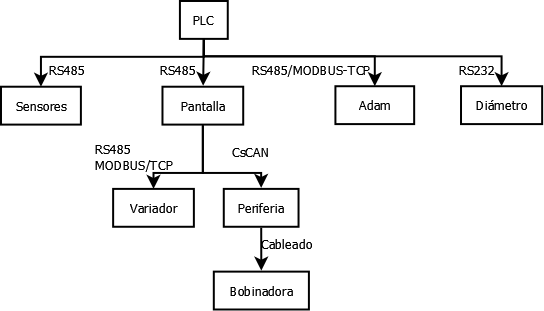 PLC
RS485
RS485
RS485/MODBUS-TCP
RS232
Sensores
Pantalla
Adam
Diámetro
RS485
MODBUS/TCP
CsCAN
Variador
Periferia
Cableado
Bobinadora